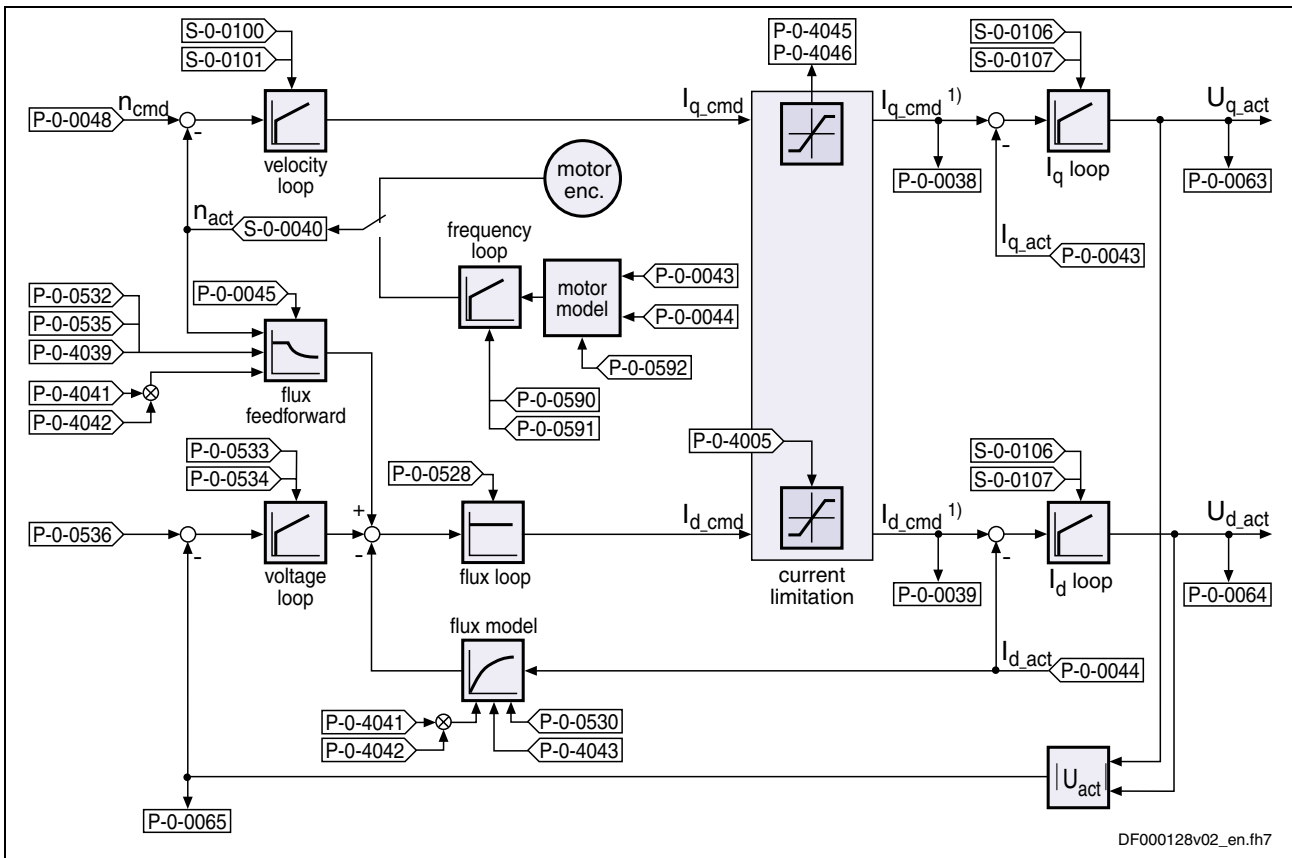 S-0-0100
S-0-0101
P-0-4045
P-0-4046
S-0-0106
S-0-0107
P-0-0048
n_cmd
-
velocity
loop
I_q_cmd
I_q_cmd 1)
-
I_q loop
U_q_act
P-0-0038
P-0-0063
motor
enc.
n_act
S-0-0040
I_q_act
P-0-0043
frequency
loop
motor
model
P-0-0043
P-0-0044
P-0-0592
P-0-0590
P-0-0591
P-0-0532
P-0-0535
P-0-4039
P-0-0045
P-0-4041
P-0-4042
flux
feedforward
P-0-0533
P-0-0534
P-0-0528
P-0-4005
S-0-0106
S-0-0107
P-0-0536
-
voltage
loop
+
-
flux loop
I_d_cmd
current
limitation
I_d_cmd 1)
-
I_d loop
U_d_act
P-0-0039
P-0-0064
flux model
I_d_act
P-0-0044
P-0-4041
P-0-4042
P-0-0530
P-0-4043
|U_act|
P-0-0065
DF000128v02_en.fh7